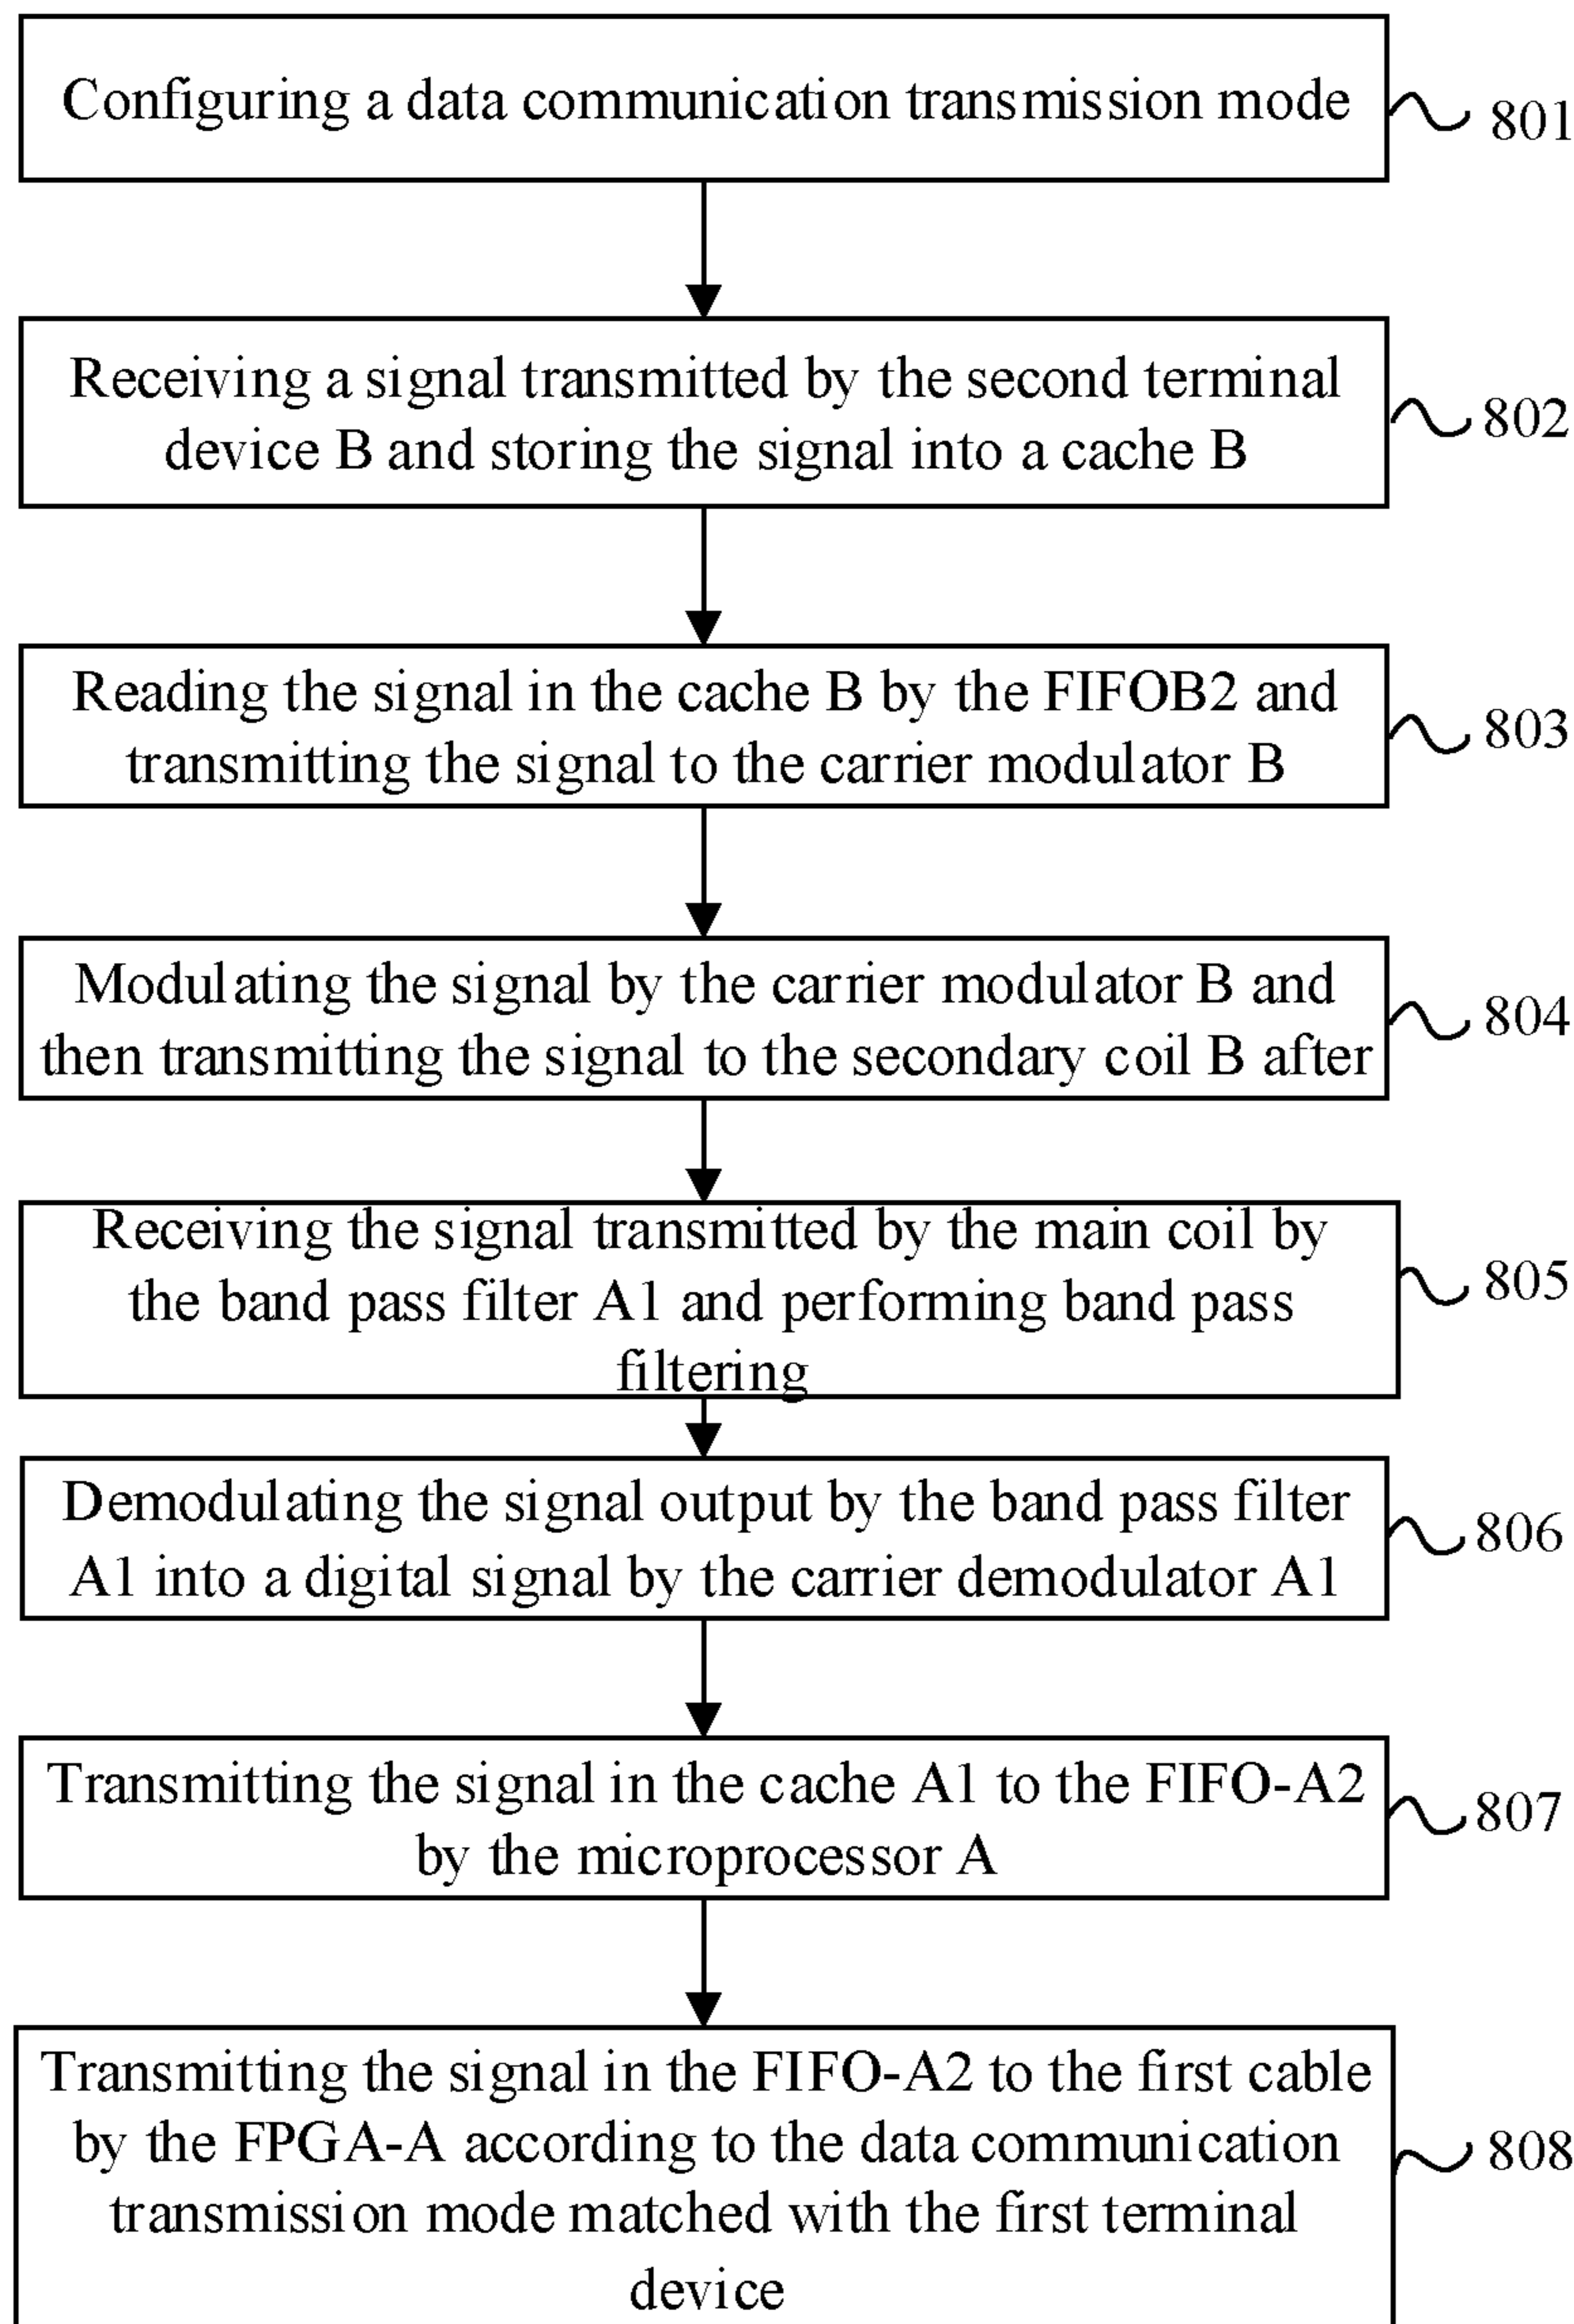 Configuring a data communication transmission mode
801
Receiving a signal transmitted by the second terminal
device B and storing the signal into a cache B
802
Reading the signal in the cache B by the FIFOB2 and
transmitting the signal to the carrier modulator B
803
Modulating the signal by the carrier modulator B and
then transmitting the signal to the secondary coil B after
804
Receiving the signal transmitted by the main coil by
the band pass filter A1 and performing band pass
filtering
805
Demodulating the signal output by the band pass filter
A1 into a digital signal by the carrier demodulator A1
806
Transmitting the signal in the cache A1 to the FIFO-A2
by the microprocessor A
807
Transmitting the signal in the FIFO-A2 to the first cable
by the FPGA-A according to the data communication
transmission mode matched with the first terminal
device
808